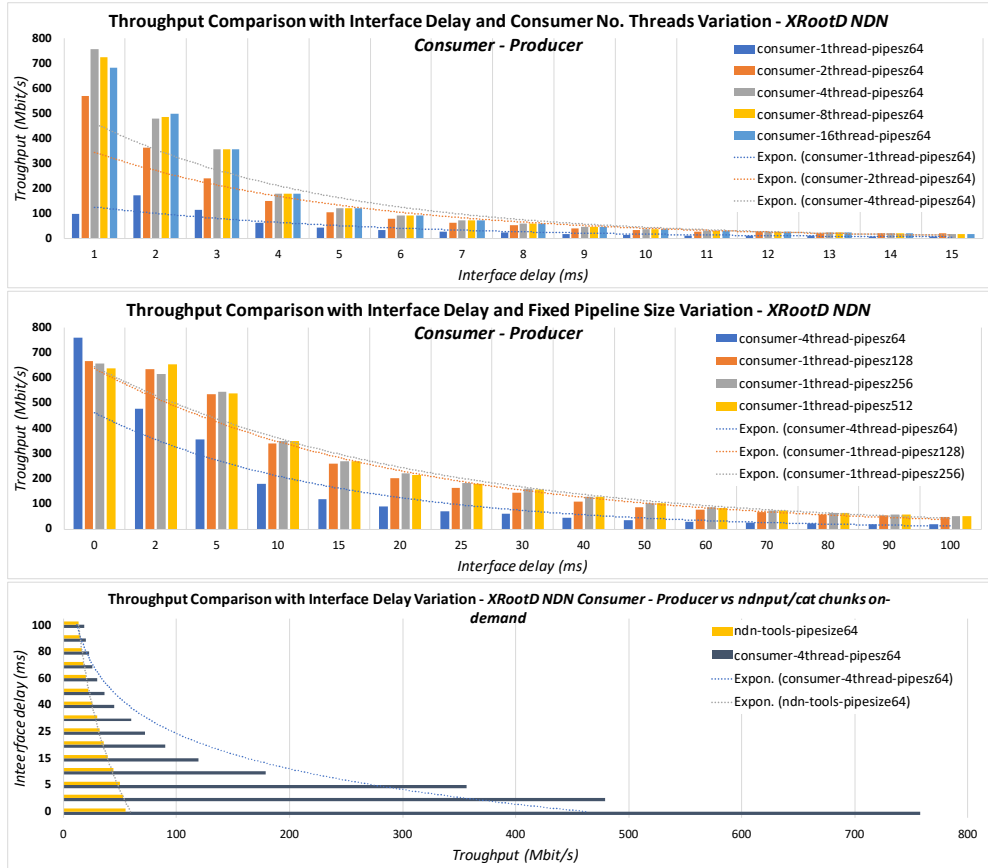 Throughput Comparison with Interface Delay and Consumer No. Threads Variation - XRootD NDN
Consumer - Producer
800
700
600
500
400
300
200
100
0
Troughput (Mbit/s)
consumer-1thread-pipesz64
consumer-2thread-pipesz64
consumer-4thread-pipesz64
consumer-8thread-pipesz64
consumer-16thread-pipesz64
Expon. (consumer-1thread-pipesz64)
Expon. (consumer-2thread-pipesz64)
Expon. (consumer-4thread-pipesz64)
1 2 3 4 5 6 7 8 9 10 11 12 13 14 15
Interface delay (ms)
Throughput Comparison with Interface Delay and Fixed Pipeline Size Variation - XRootD NDN
Consumer - Producer
800
700
600
500
400
300
200
100
0
Troughput (Mbit/s)
consumer-4thread-pipesz64
consumer-1thread-pipesz128
consumer-1thread-pipesz256
consumer-1thread-pipesz512
Expon. (consumer-4thread-pipesz64)
Expon. (consumer-1thread-pipesz128)
Expon. (consumer-1thread-pipesz256)
0 2 5 10 15 20 25 30 40 50 60 70 80 90 100
Interface delay (ms)
Throughput Comparison with Interface Delay Variation - XRootD NDN Consumer - Producer vs ndnput/cat chunks on-
demand
100
80
60
40
25
15
5
0
Inteerface delay (ms)
ndn-tools-pipesize64
consumer-4thread-pipesz64
Expon. (consumer-4thread-pipesz64)
Expon. (ndn-tools-pipesize64)
0 100 200 300 400 500 600 700 800
Troughput (Mbit/s)